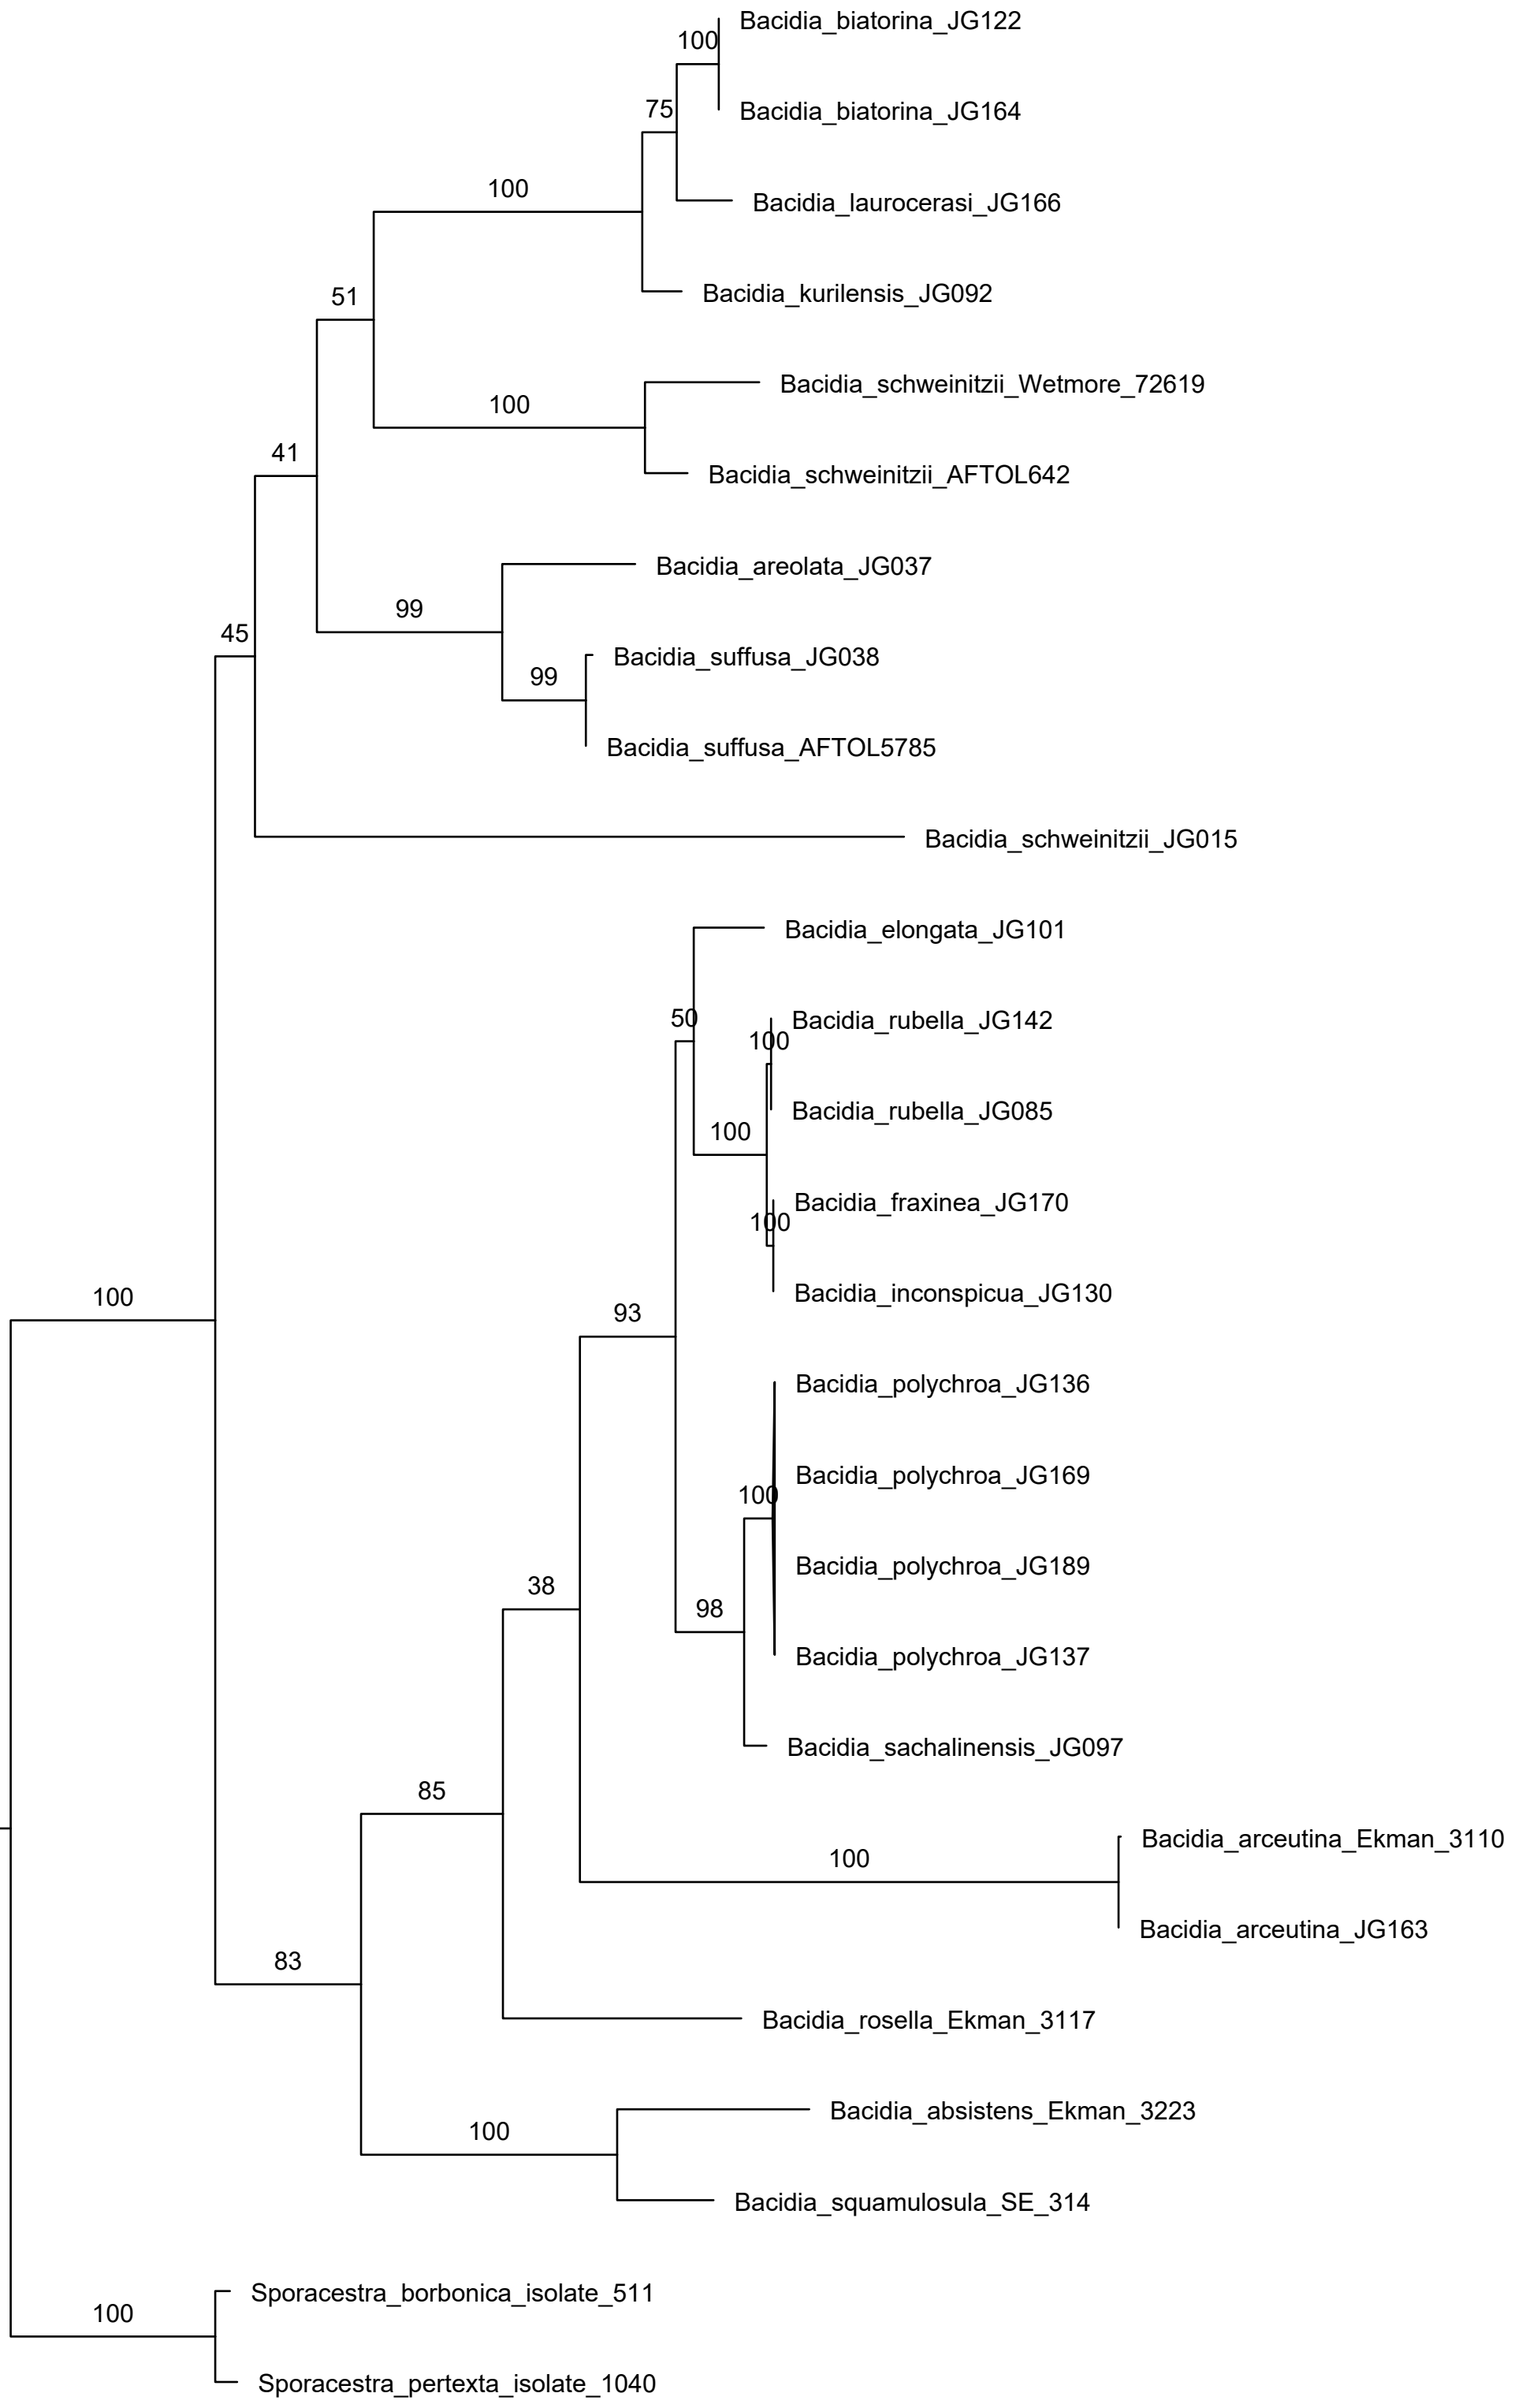 Bacidia_biatorina_JG122
100
75
Bacidia_biatorina_JG164
100
Bacidia_laurocerasi_JG166
51
Bacidia_kurilensis_JG092
Bacidia_schweinitzii_Wetmore_72619
100
41
Bacidia_schweinitzii_AFTOL642
Bacidia_areolata_JG037
99
45
Bacidia_suffusa_JG038
99
Bacidia_suffusa_AFTOL5785
Bacidia_schweinitzii_JG015
Bacidia_elongata_JG101
50
Bacidia_rubella_JG142
100
Bacidia_rubella_JG085
100
Bacidia_fraxinea_JG170
100
100
Bacidia_inconspicua_JG130
93
Bacidia_polychroa_JG136
Bacidia_polychroa_JG169
100
Bacidia_polychroa_JG189
38
98
Bacidia_polychroa_JG137
Bacidia_sachalinensis_JG097
85
Bacidia_arceutina_Ekman_3110
100
Bacidia_arceutina_JG163
83
Bacidia_rosella_Ekman_3117
Bacidia_absistens_Ekman_3223
100
Bacidia_squamulosula_SE_314
Sporacestra_borbonica_isolate_511
100
Sporacestra_pertexta_isolate_1040